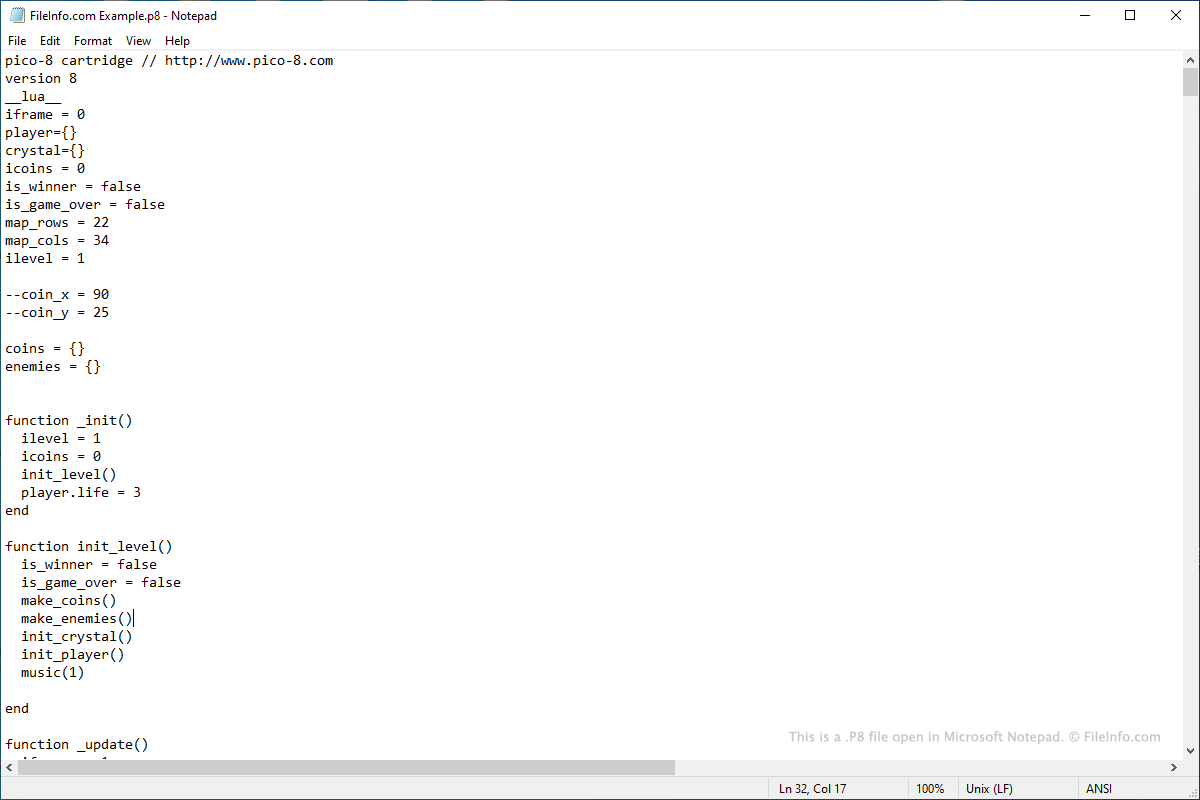 FileInfo.com Example.p8 - Notepad
File Edit Format View Help
pico-8 cartridge // http://www.pico-8.com
version 8
__lua__
iframe = 0
player={}
crystal={}
icoins = 0
is_winner = false
is_game_over = false
map_rows = 22
map_cols = 34
ilevel = 1

--coin_x = 90
--coin_y = 25

coins = {}
enemies = {}


function _init()
  ilevel = 1
  icoins = 0
  init_level()
  player.life = 3
end

function init_level()
  is_winner = false
  is_game_over = false
  make_coins()
  make_enemies()
  init_crystal()
  init_player()
  music(1)

end

function _update()
This is a .P8 file open in Microsoft Notepad. © FileInfo.com
Ln 32, Col 17 100% Unix (LF) ANSI